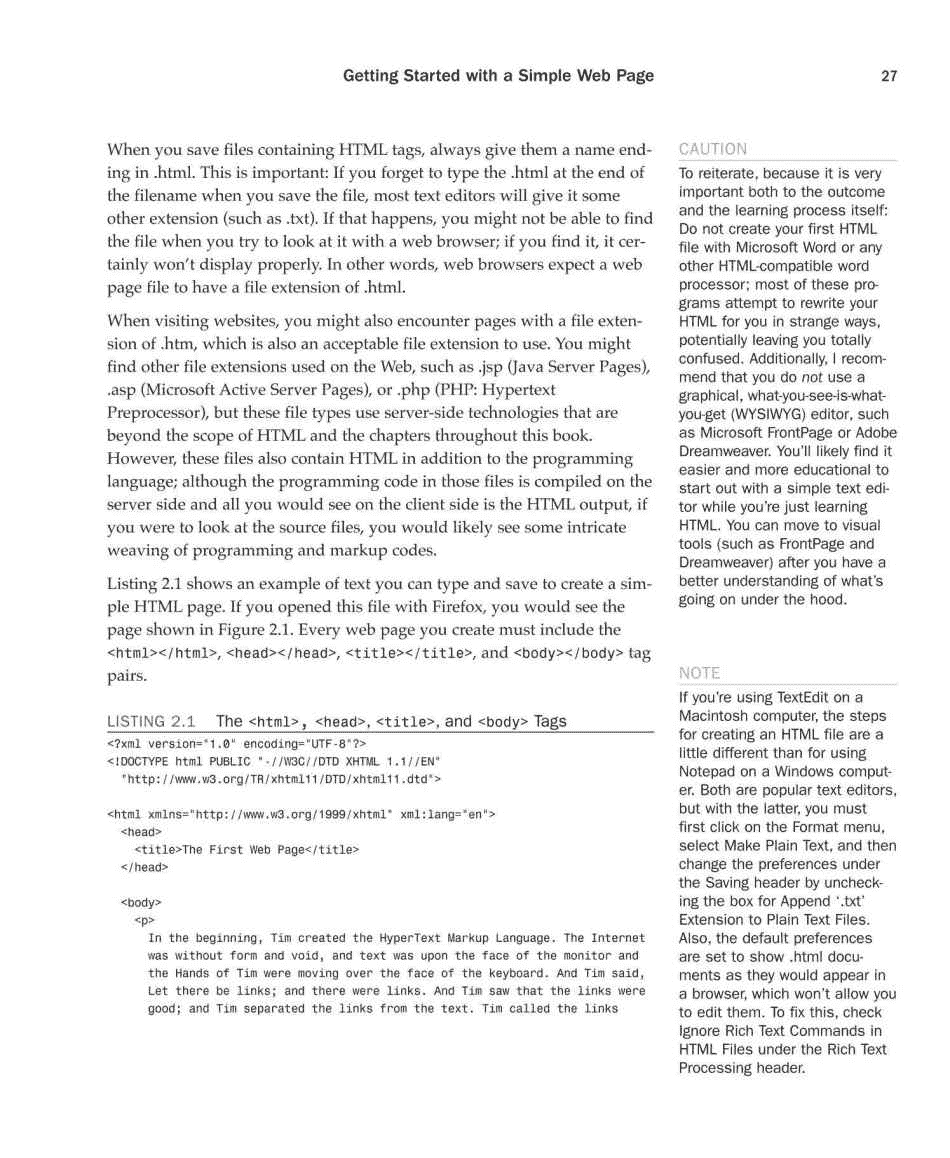 Getting Started with a Simple Web Page
27
When you save files containing HTML tags, always give them a name end-
ing in .html. This is important: If you forget to type the .html at the end of
the filename when you save the file, most text editors will give it some
other extension (such as .txt). If that happens, you might not be able to find
the file when you try to look at it with a web browser; if you find it, it cer-
tainly won’t display properly. In other words, web browsers expect a web
page file to have a file extension of .html.
When visiting websites, you might also encounter pages with a file exten-
sion of .htm, which is also an acceptable file extension to use. You might
find other file extensions used on the Web, such as .jsp (Java Server Pages),
.asp (Microsoft Active Server Pages), or .php (PHP: Hypertext
Preprocessor), but these file types use server-side technologies that are
beyond the scope of HTML and the chapters throughout this book.
However, these files also contain HTML in addition to the programming
language; although the programming code in those files is compiled on the
server side and all you would see on the client side is the HTML output, if
you were to look at the source files, you would likely see some intricate
weaving of programming and markup codes.
Listing 2.1 shows an example of text you can type and save to create a sim-
ple HTML page. If you opened this file with Firefox, you would see the
page shown in Figure 2.1. Every web page you create must include the
<html></html>, <head></head>, <title></title>, and <body></body> tag
pairs.
LISTING 2.1 The <html>, <head>, <title>, and <body> Tags
<?xml version="1.0" encoding="UTF-8"?>
<!DOCTYPE html PUBLIC "-//W3C//DTD XHTML 1.1//EN"
"http://www.w3.org/TR/xhtml11/DTD/xhtml11.dtd">
<html xmlns="http://www.w3.org/1999/xhtml" xml:lang="en">
<head>
<title>The First Web Page</title>
</head>
<body>
<p>
In the beginning, Tim created the HyperText Markup Language. The Internet
was without form and void, and text was upon the face of the monitor and
the Hands of Tim were moving over the face of the keyboard. And Tim said,
Let there be links; and there were links. And Tim saw that the links were
good; and Tim separated the links from the text. Tim called the links
CAUTION
To reiterate, because it is very
important both to the outcome
and the learning process itself:
Do not create your first HTML
file with Microsoft Word or any
other HTML-compatible word
processor; most of these pro-
grams attempt to rewrite your
HTML for you in strange ways,
potentially leaving you totally
confused. Additionally, I recom-
mend that you do not use a
graphical, what-you-see-is-what-
you-get (WYSIWYG) editor, such
as Microsoft FrontPage or Adobe
Dreamweaver. You’ll likely find it
easier and more educational to
start out with a simple text edi-
tor while you’re just learning
HTML. You can move to visual
tools (such as FrontPage and
Dreamweaver) after you have a
better understanding of what’s
going on under the hood.
NOTE
If you’re using TextEdit on a
Macintosh computer, the steps
for creating an HTML file are a
little different than for using
Notepad on a Windows comput-
er. Both are popular text editors,
but with the latter, you must
first click on the Format menu,
select Make Plain Text, and then
change the preferences under
the Saving header by uncheck-
ing the box for Append ‘.txt’
Extension to Plain Text Files.
Also, the default preferences
are set to show .html docu-
ments as they would appear in
a browser, which won’t allow you
to edit them. To fix this, check
Ignore Rich Text Commands in
HTML Files under the Rich Text
Processing header.